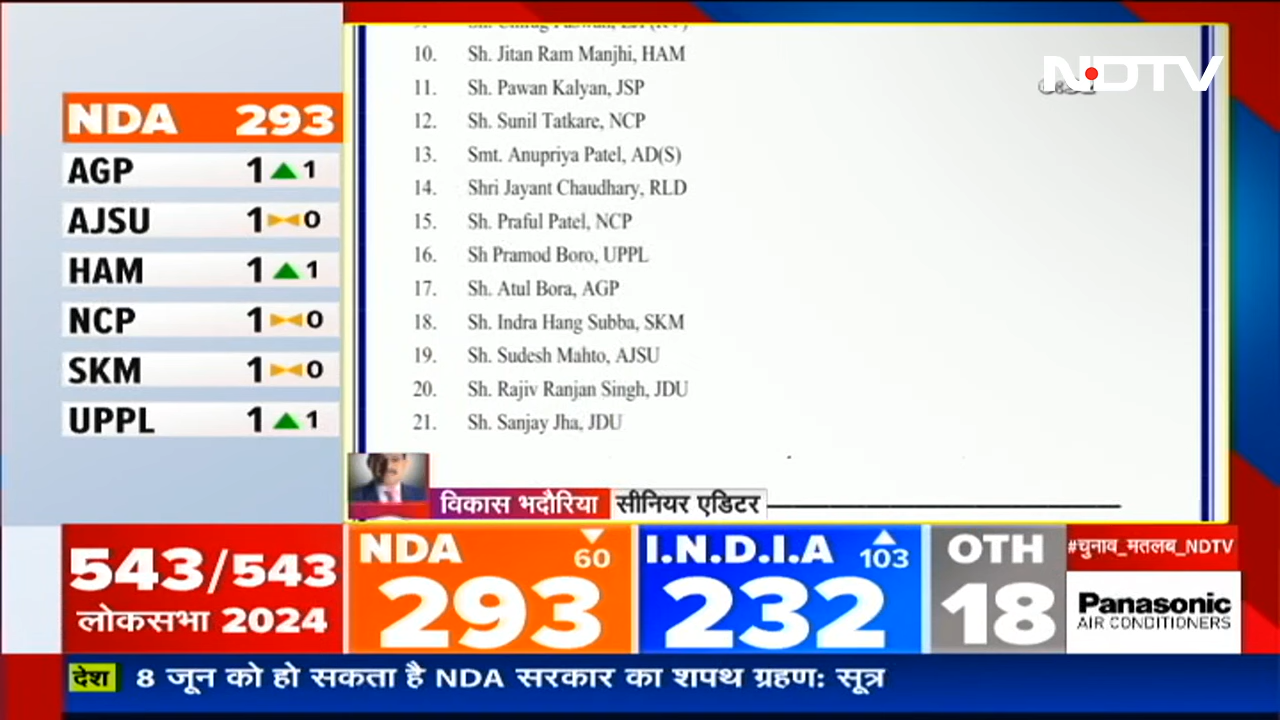 NDA 293
AGP 1 1
AJSU 1 0
HAM 1 1
NCP 1 0
SKM 1 0
UPPL 1 1
10. Sh. Jitan Ram Manjhi, HAM
11. Sh. Pawan Kalyan, JSP
12. Sh. Sunil Tatkare, NCP
13. Smt. Anupriya Patel, AD(S)
14. Shri Jayant Chaudhary, RLD
15. Sh. Praful Patel, NCP
16. Sh Pramod Boro, UPPL
17. Sh. Atul Bora, AGP
18. Sh. Indra Hang Subba, SKM
19. Sh. Sudesh Mahto, AJSU
20. Sh. Rajiv Ranjan Singh, JDU
21. Sh. Sanjay Jha, JDU
NDTV
विकास भदौरिया सीनियर एडिटर
543/543
लोकसभा 2024
NDA 60
293
I.N.D.I.A 103
232
OTH
18
#चुनाव_मतलब_NDTV
Panasonic
AIR CONDITIONERS
देश 8 जून को हो सकता है NDA सरकार का शपथ ग्रहण: सूत्र